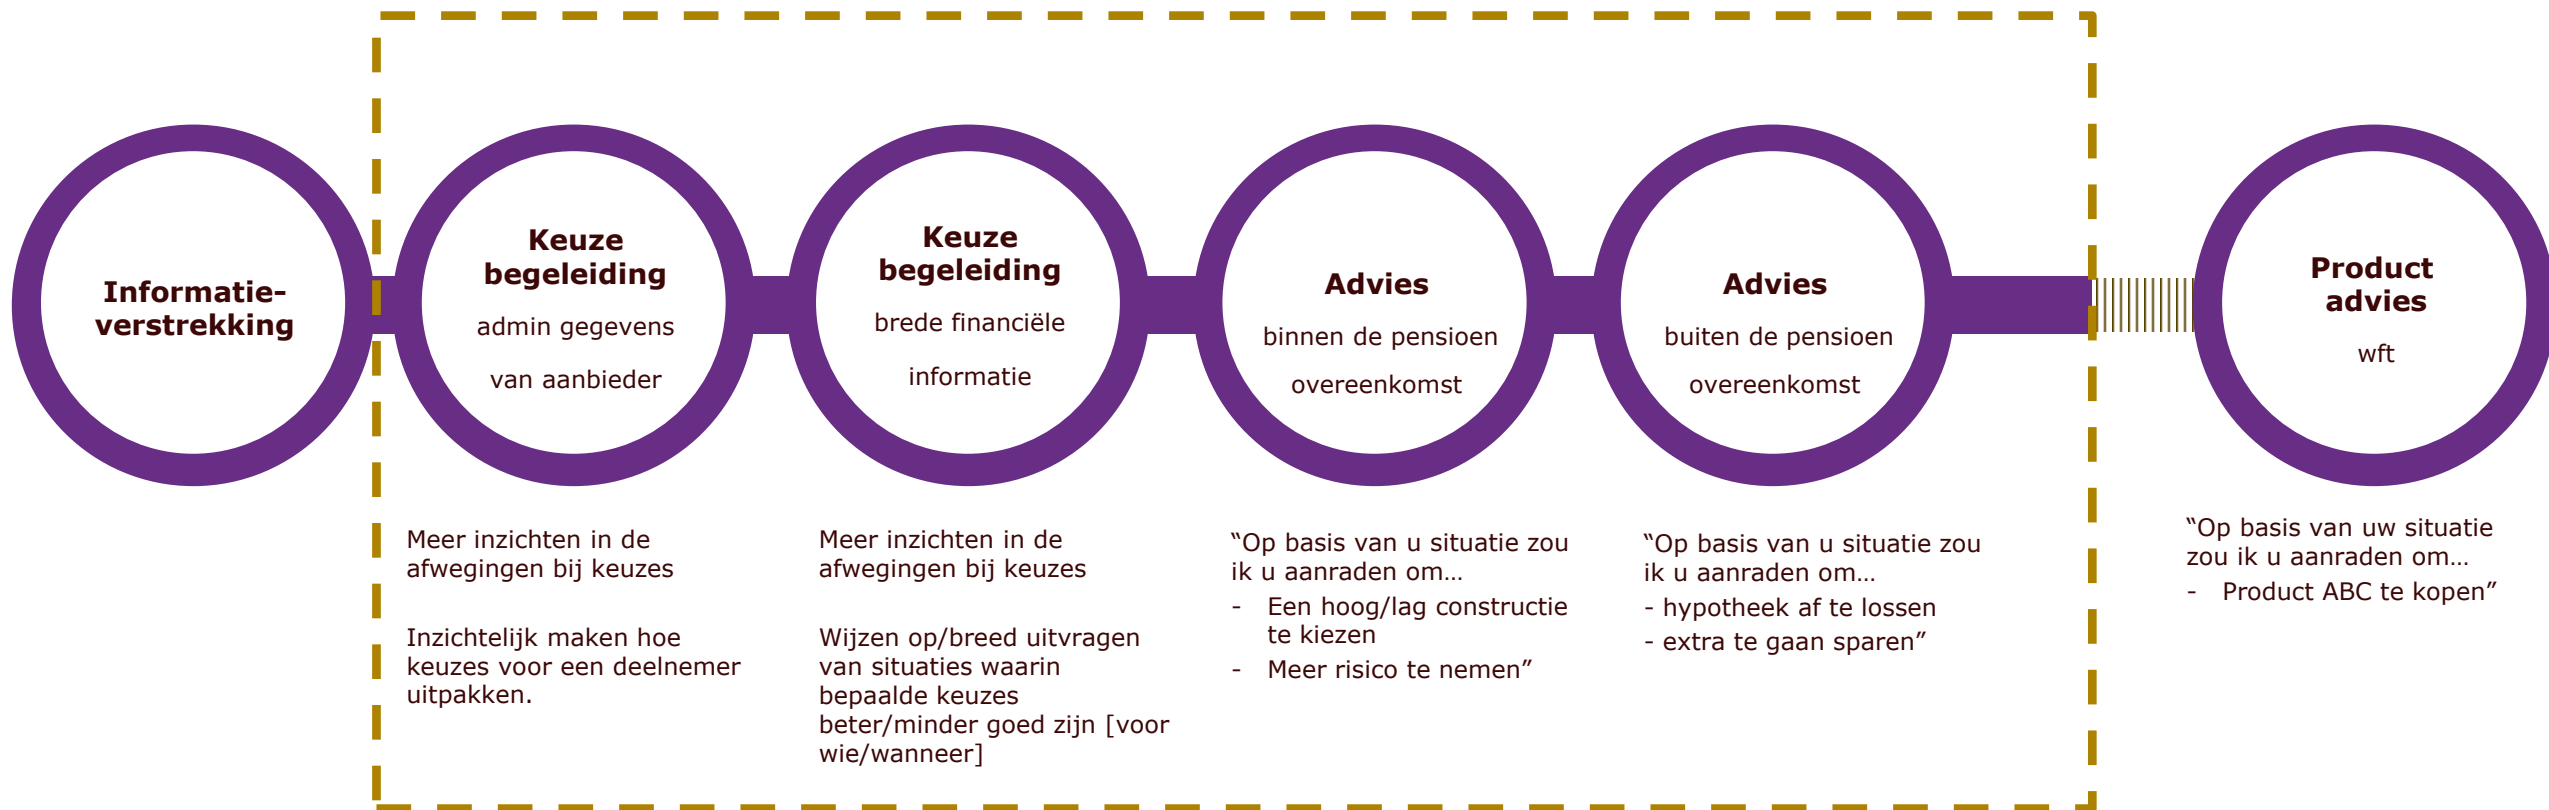 Informatie-
verstrekking
Keuze
begeleiding
admin gegevens
van aanbieder
Keuze
begeleiding
brede financiële
informatie
Advies
binnen de pensioen
overeenkomst
Advies
buiten de pensioen
overeenkomst
Product
advies
wft
Meer inzichten in de
afwegingen bij keuzes
Inzichtelijk maken hoe
keuzes voor een deelnemer
uitpakken.
Meer inzichten in de
afwegingen bij keuzes
Wijzen op/breed uitvragen
van situaties waarin
bepaalde keuzes
beter/minder goed zijn [voor
wie/wanneer]
“Op basis van u situatie zou
ik u aanraden om…
- Een hoog/lag constructie
te kiezen
- Meer risico te nemen”
“Op basis van u situatie zou
ik u aanraden om…
- hypotheek af te lossen
- extra te gaan sparen”
“Op basis van uw situatie
zou ik u aanraden om…
- Product ABC te kopen”